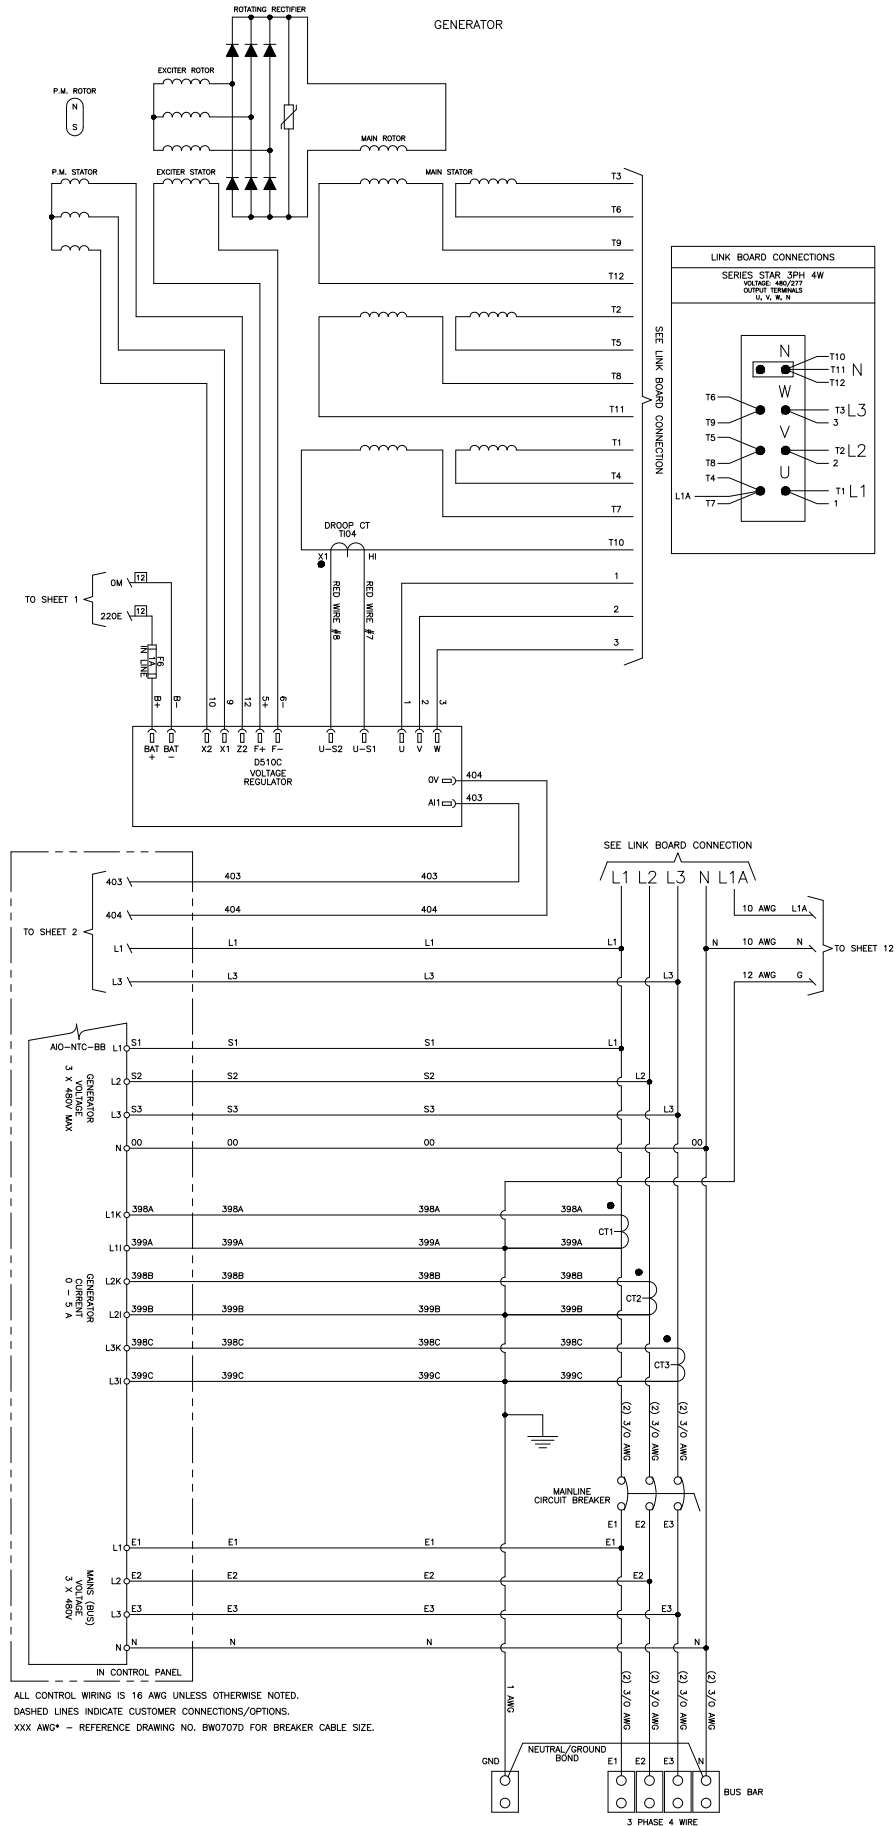 GENERATOR
ROTATING RECTIFIER
EXCITER ROTOR
P.M. ROTOR
N
S
MAIN ROTOR
P.M. STATOR
EXCITER STATOR
MAIN STATOR
T3
T6
T9
T12
T2
T5
T8
T11
T1
T4
T7
T10
1
2
3
SEE LINK BOARD CONNECTION
LINK BOARD CONNECTIONS
SERIES STAR 3PH 4W
VOLTAGE: 480/277
OUTPUT TERMINALS
U, V, W, N
N
T10
T11 N
T12
W
T6
T9
T3 L3
3
V
T5
T8
T2 L2
2
U
T4
L1A
T7
T1 L1
1
DROOP CT
TI04
X1
HI
RED WIRE #8
RED WIRE #7
TO SHEET 1
0M 12
220E 12
F6
1A
IN LINE
B+ B- 10 9 12 5+ 6- 1 2 3
BAT + BAT - X2 X1 Z2 F+ F- U-S2 U-S1 U V W
D510C
VOLTAGE
REGULATOR
0V 404
AI1 403
SEE LINK BOARD CONNECTION
L1 L2 L3 N L1A
403 403 403
404 404 404
TO SHEET 2
L1 L1 L1 L1
L3 L3 L3 L3
10 AWG L1A
N 10 AWG N
12 AWG G
TO SHEET 12
AIO-NTC-BB
L1 S1 S1 S1 L1
L2 S2 S2 S2 L2
L3 S3 S3 S3 L3
N 00 00 00 00
GENERATOR
VOLTAGE
3 X 480V MAX
L1K 398A 398A 398A 398A
CT1
L1I 399A 399A 399A 399A
L2K 398B 398B 398B 398B
CT2
L2I 399B 399B 399B 399B
L3K 398C 398C 398C 398C
CT3
L3I 399C 399C 399C 399C
GENERATOR
CURRENT
0 - 5 A
(2) 3/0 AWG
(2) 3/0 AWG
(2) 3/0 AWG
MAINLINE
CIRCUIT BREAKER
E1 E2 E3
L1 E1 E1 E1 E1
L2 E2 E2 E2 E2
L3 E3 E3 E3 E3
N N N N N
MAINS (BUS)
VOLTAGE
3 X 480V
IN CONTROL PANEL
ALL CONTROL WIRING IS 16 AWG UNLESS OTHERWISE NOTED.
DASHED LINES INDICATE CUSTOMER CONNECTIONS/OPTIONS.
XXX AWG* - REFERENCE DRAWING NO. BW0707D FOR BREAKER CABLE SIZE.
1 AWG
(2) 3/0 AWG
(2) 3/0 AWG
(2) 3/0 AWG
(2) 3/0 AWG
NEUTRAL/GROUND
BOND
GND E1 E2 E3 N
BUS BAR
3 PHASE 4 WIRE